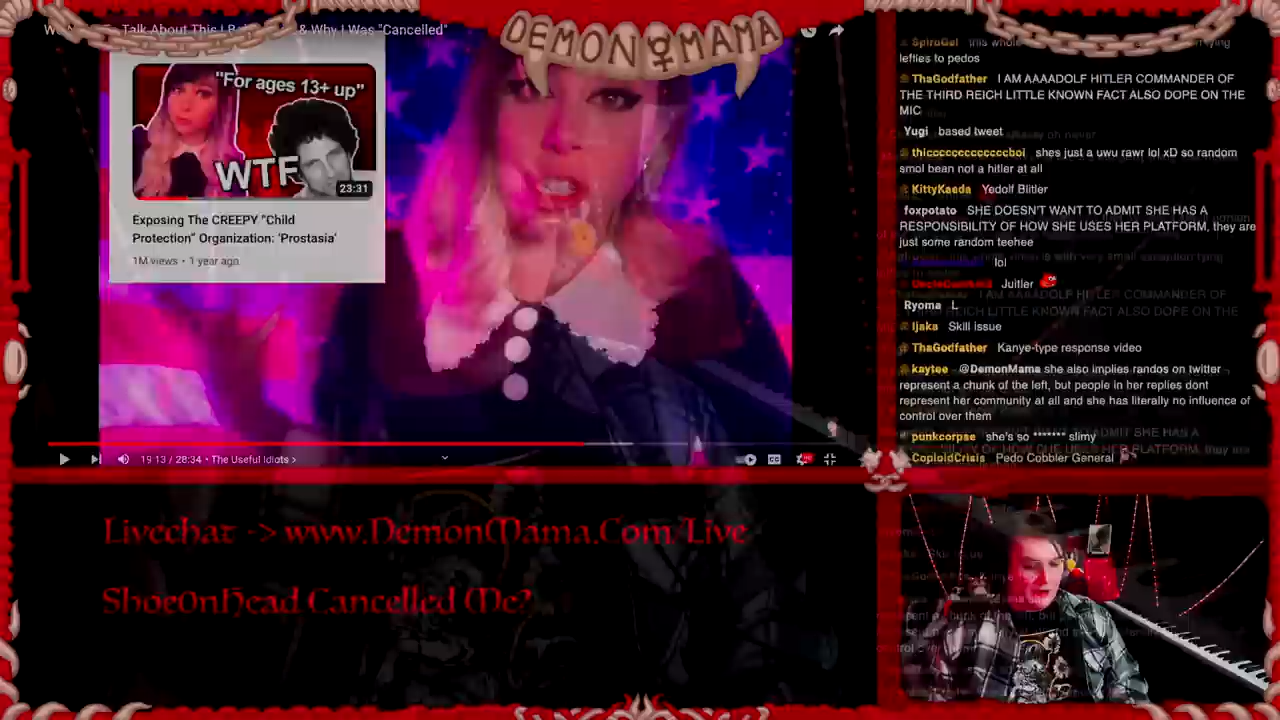 Talk About This | & Why I Was "Cancelled"
DEMON MAMA
"For ages 13+ up"
WTF
23:31
Exposing The CREEPY "Child
Protection" Organization: 'Prostasia'
1M views • 1 year ago
19:13 / 28:34 • The Useful Idiots >
SpiroGel this whole
lefties to pedos
ThaGodfather I AM AAAADOLF HITLER COMMANDER OF
THE THIRD REICH LITTLE KNOWN FACT ALSO DOPE ON THE
MIC
Yugi based tweet
shes just a uwu rawr lol xD so random
smol bean not a hitler at all
KittyKaeda Yedolf Blitler
foxpotato SHE DOESN'T WANT TO ADMIT SHE HAS A
RESPONSIBILITY OF HOW SHE USES HER PLATFORM, they are
just some random teehee
lol
Juitler
Ryoma L
Ijaka Skill issue
ThaGodfather Kanye-type response video
kaytee @DemonMama she also implies randos on twitter
represent a chunk of the left, but people in her replies dont
represent her community at all and she has literally no influence of
control over them
punkcorpse she's so ******* slimy
CopioidCrisis Pedo Cobbler General
Livechat -> www.DemonMama.Com/Live
ShoeOnHead Cancelled Me?